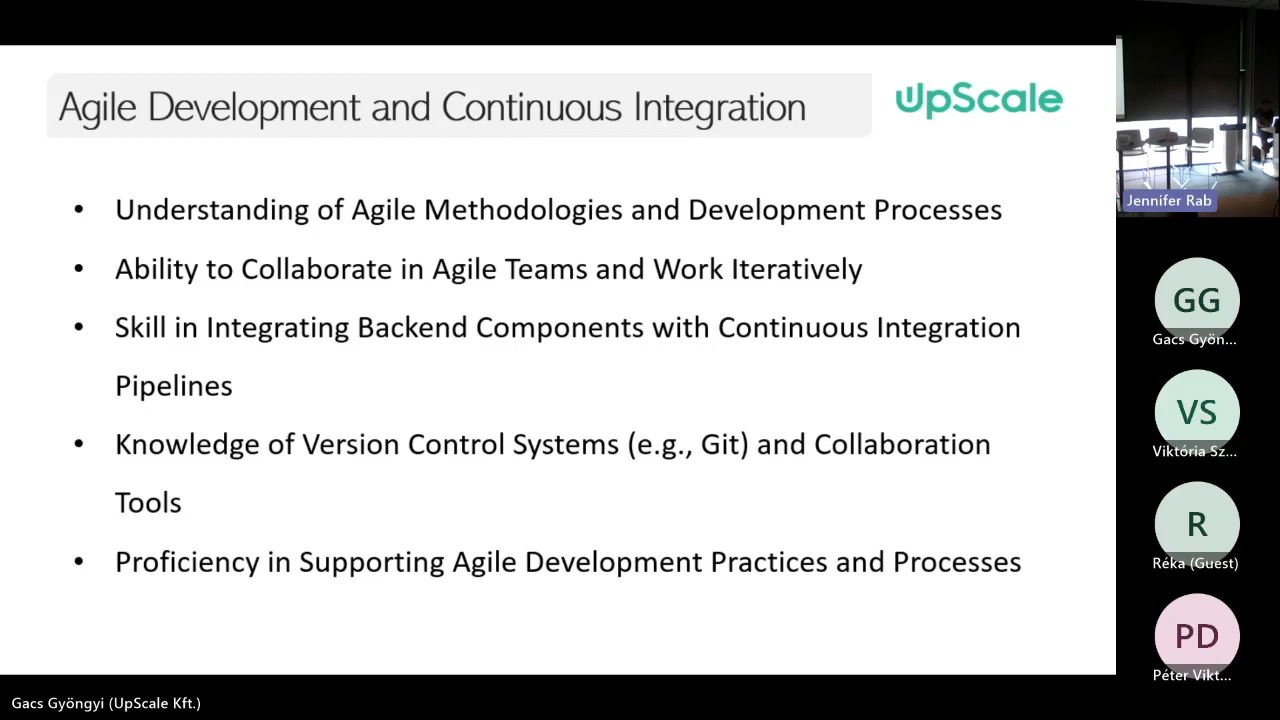 Agile Development and Continuous Integration
UpScale
• Understanding of Agile Methodologies and Development Processes
• Ability to Collaborate in Agile Teams and Work Iteratively
• Skill in Integrating Backend Components with Continuous Integration
Pipelines
• Knowledge of Version Control Systems (e.g., Git) and Collaboration
Tools
• Proficiency in Supporting Agile Development Practices and Processes
Jennifer Rab
GG
Gacs Gyön...
VS
Viktória Sz...
R
Réka (Guest)
PD
Péter Vikt...
Gacs Gyöngyi (UpScale Kft.)